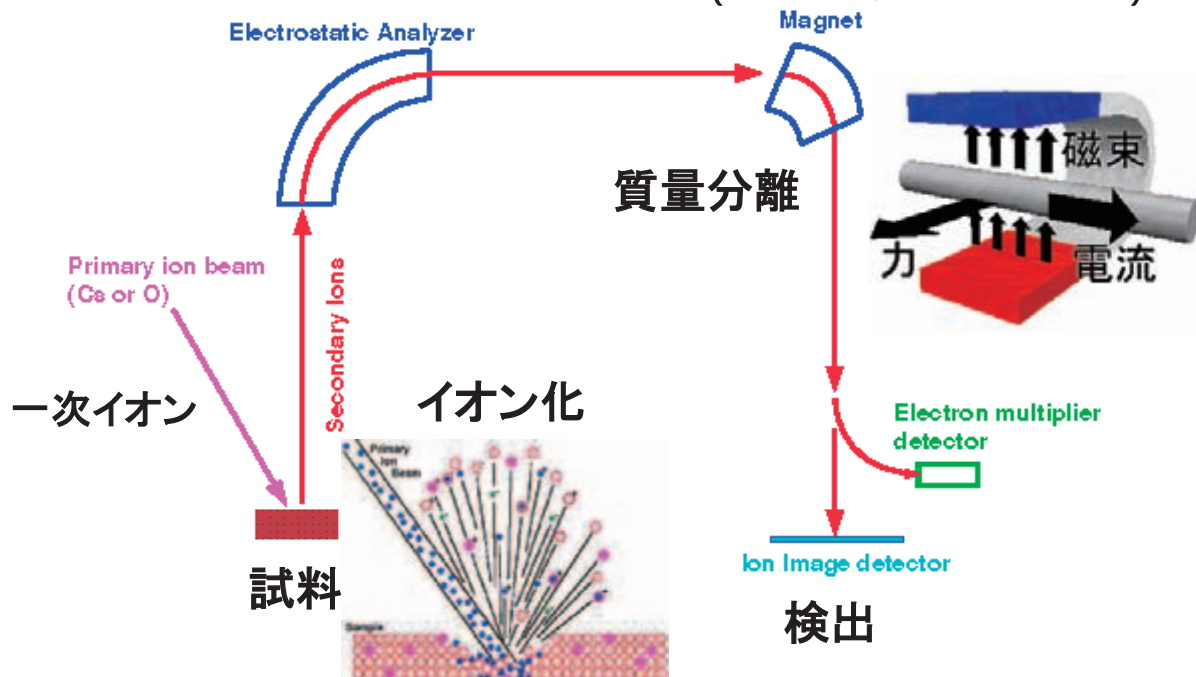 Electrostatic Analyzer
Magnet
磁束
力
電流
質量分離
Primary ion beam
(Cs or O)
Secondary Ions
一次イオン
イオン化
Primary
Ion
Beam
Sample
試料
Electron multiplier
detector
Ion Image detector
検出